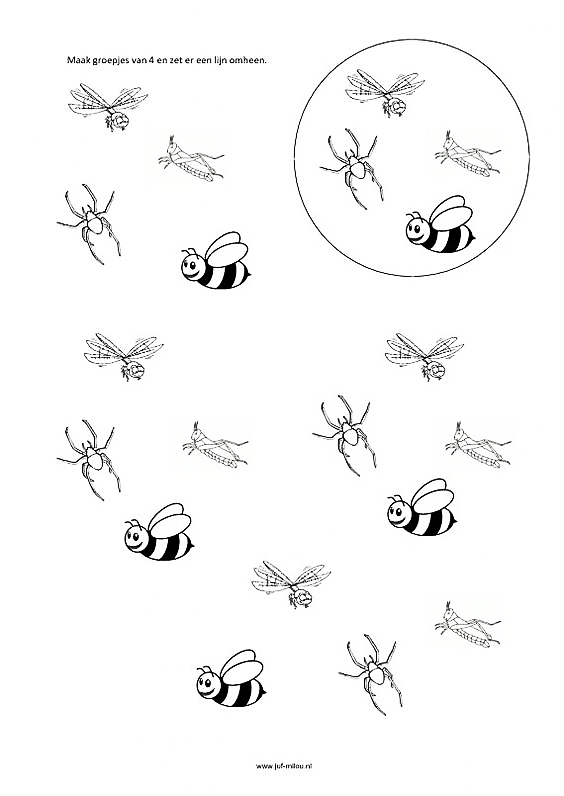 Maak groepjes van 4 en zet er een lijn omheen.
www.juf-milou.nl